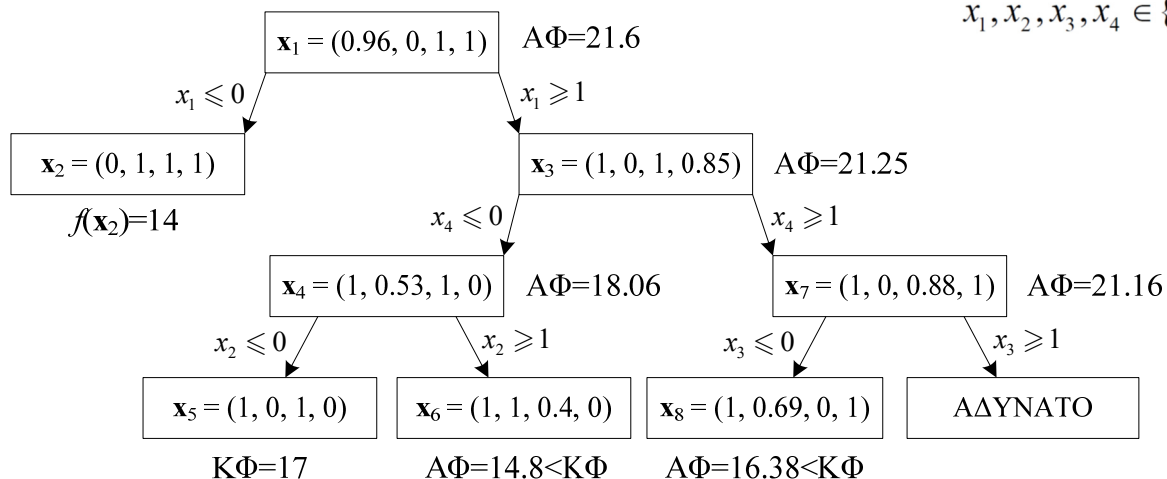 x₁, x₂, x₃, x₄ ∈ {
x₁ = (0.96, 0, 1, 1) ΑΦ=21.6
x₁ ⩽ 0 x₁ ⩾ 1
x₂ = (0, 1, 1, 1) x₃ = (1, 0, 1, 0.85) ΑΦ=21.25
f(x₂)=14 x₄ ⩽ 0 x₄ ⩾ 1
x₄ = (1, 0.53, 1, 0) ΑΦ=18.06 x₇ = (1, 0, 0.88, 1) ΑΦ=21.16
x₂ ⩽ 0 x₂ ⩾ 1 x₃ ⩽ 0 x₃ ⩾ 1
x₅ = (1, 0, 1, 0) x₆ = (1, 1, 0.4, 0) x₈ = (1, 0.69, 0, 1) ΑΔΥΝΑΤΟ
ΚΦ=17 ΑΦ=14.8<ΚΦ ΑΦ=16.38<ΚΦ